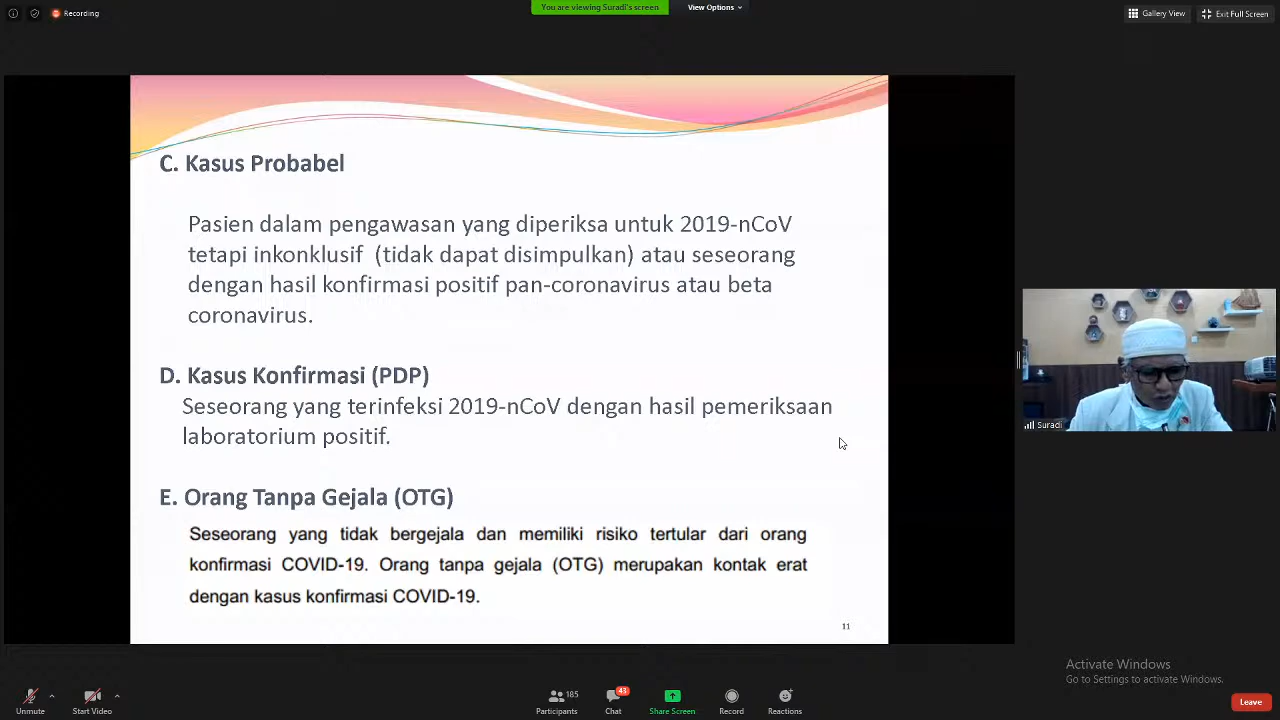 Recording
You are viewing Suradi's screen
View Options
Gallery View
Exit Full Screen
C. Kasus Probabel
Pasien dalam pengawasan yang diperiksa untuk 2019-nCoV
tetapi inkonklusif (tidak dapat disimpulkan) atau seseorang
dengan hasil konfirmasi positif pan-coronavirus atau beta
coronavirus.
D. Kasus Konfirmasi (PDP)
Seseorang yang terinfeksi 2019-nCoV dengan hasil pemeriksaan
laboratorium positif.
E. Orang Tanpa Gejala (OTG)
Seseorang yang tidak bergejala dan memiliki risiko tertular dari orang
konfirmasi COVID-19. Orang tanpa gejala (OTG) merupakan kontak erat
dengan kasus konfirmasi COVID-19.
11
Suradi
Activate Windows
Go to Settings to activate Windows.
Unmute
Start Video
185
Participants
43
Chat
Share Screen
Record
Reactions
Leave